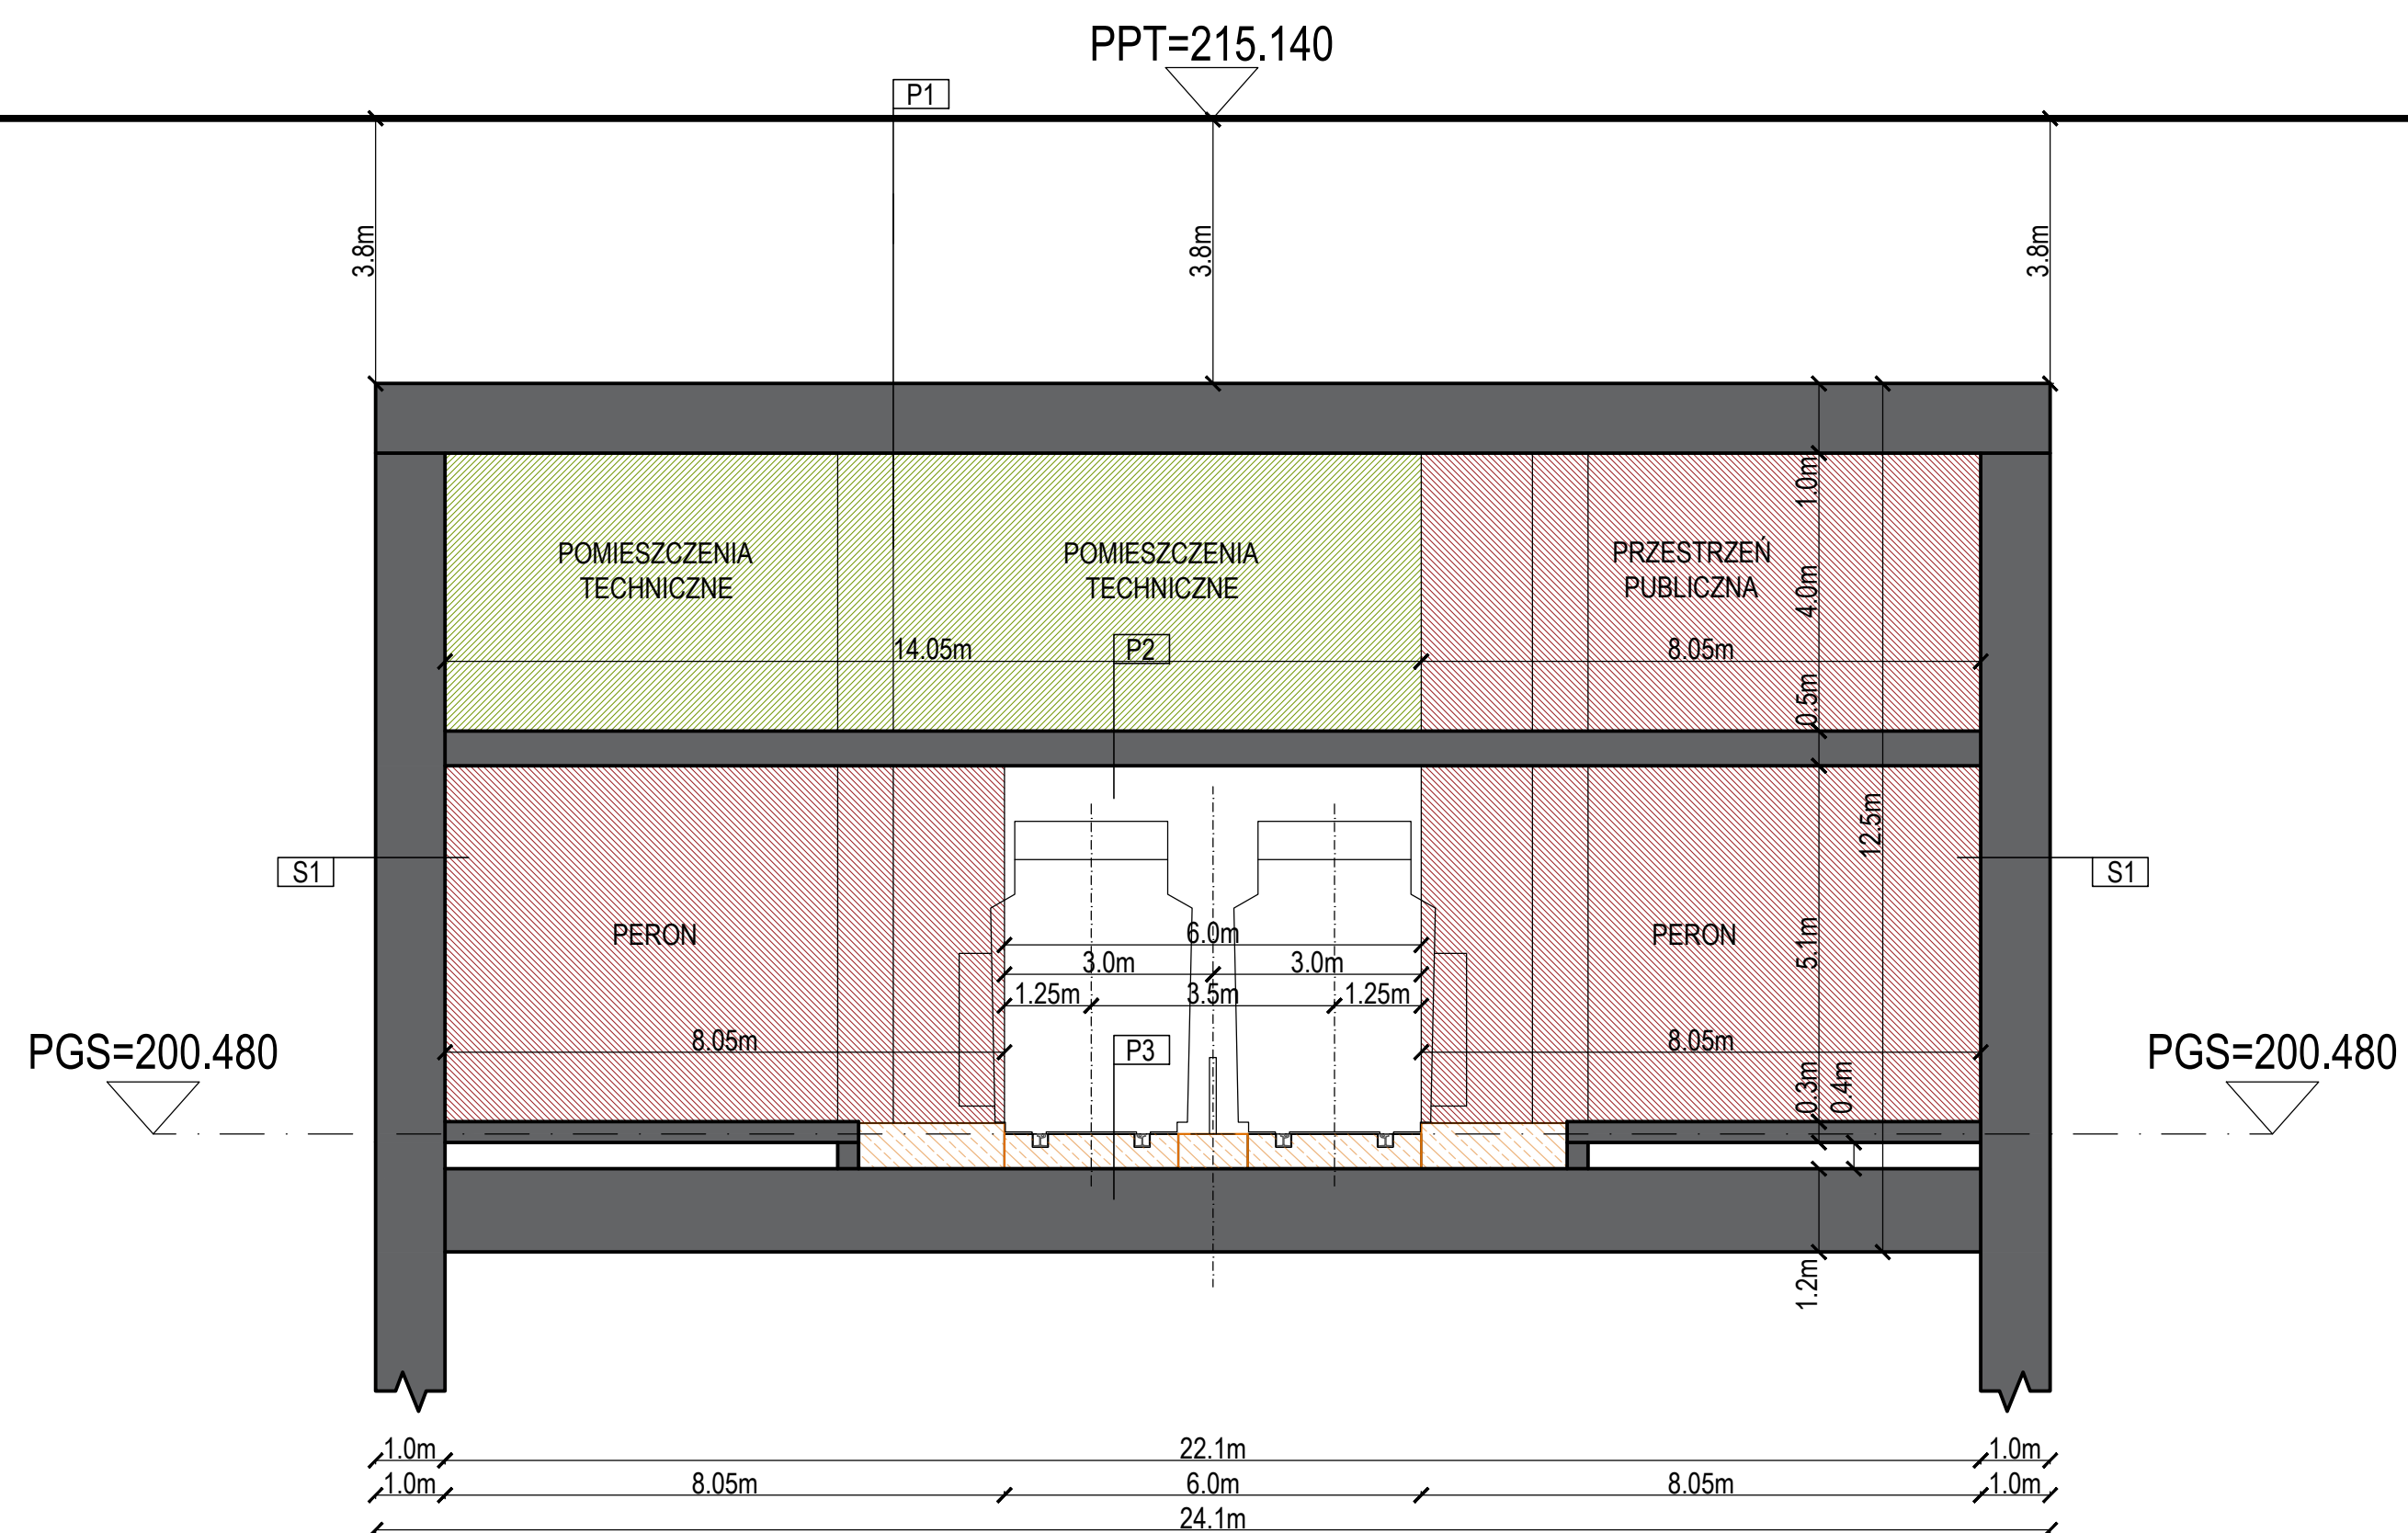 PPT=215.140
P1
3.8m
3.8m
3.8m
POMIESZCZENIA
TECHNICZNE
POMIESZCZENIA
TECHNICZNE
PRZESTRZEŃ
PUBLICZNA
1.0m
4.0m
14.05m
P2
8.05m
0.5m
12.5m
S1
S1
PERON
6.0m
PERON
5.1m
3.0m
3.0m
1.25m
3.5m
1.25m
8.05m
P3
8.05m
PGS=200.480
PGS=200.480
0.3m
0.4m
1.2m
1.0m
22.1m
1.0m
1.0m
8.05m
6.0m
8.05m
1.0m
24.1m